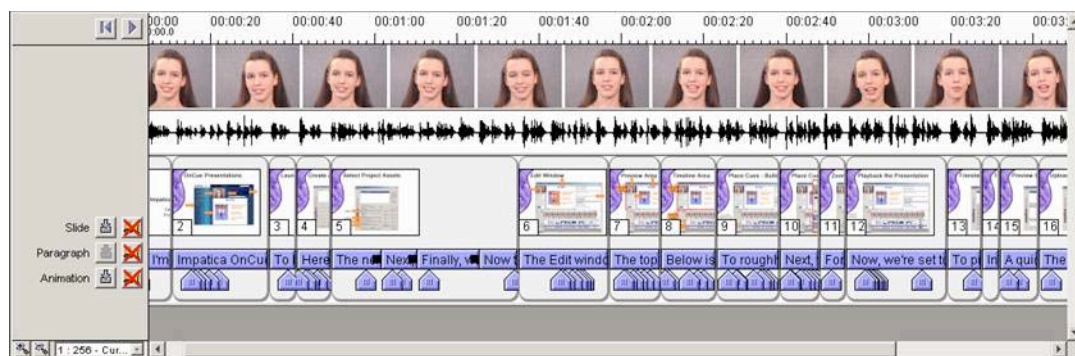 00:00 00:00:20 00:00:40 00:01:00 00:01:20 00:01:40 00:02:00 00:02:20 00:02:40 00:03:00 00:03:20 00:03:
:00.0
OnCue Presentations
Select Project Assets
Edit Window
Preview Area
Timeline Area
Playback the Presentation
Slide 2 3 4 5 6 7 8 9 10 11 12 13 14 15 16
Paragraph I'm Impatica OnCu To Here The n Nex Finally, w Now The Edit windo The top Below is To roughl Next, For Now, we're set t To p In A qui The
Animation
1 : 256 - Cur...